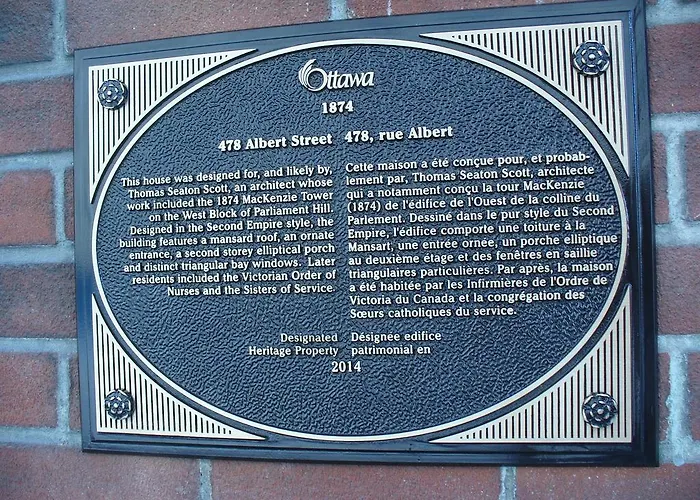 Ottawa
1874
478 Albert Street
This house was designed for, and likely by,
Thomas Seaton Scott, an architect whose
work included the 1874 MacKenzie Tower
on the West Block of Parliament Hill.
Designed in the Second Empire style, the
building features a mansard roof, an ornate
entrance, a second storey elliptical porch
and distinct triangular bay windows. Later
residents included the Victorian Order of
Nurses and the Sisters of Service.
478, rue Albert
Cette maison a été conçue pour, et probab-
lement par, Thomas Seaton Scott, architecte
qui a notamment conçu la tour MacKenzie
(1874) de l'édifice de l'Ouest de la colline du
Parlement. Dessiné dans le pur style du Second
Empire, l'édifice comporte une toiture à la
Mansart, une entrée ornée, un porche elliptique
au deuxième étage et des fenêtres en saillie
triangulaires particulieres. Par après, la maison
a été habitée par les Infirmières de l'Ordre de
Victoria du Canada et la congrégation des
Sœurs catholiques du service.
Designated
Heritage Property
Désignée edifice
patrimonial en
2014